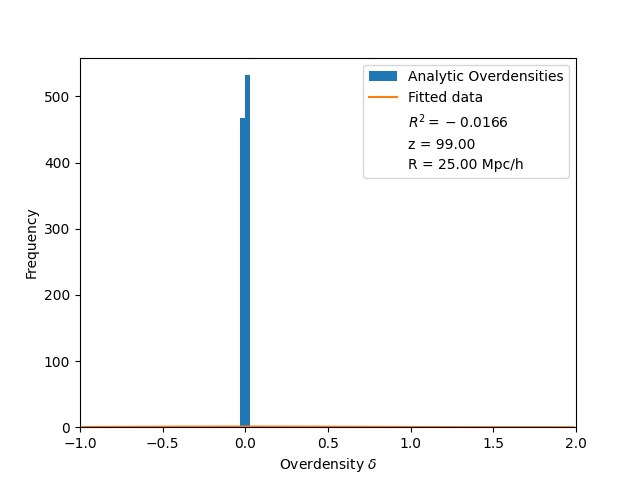 Analytic Overdensities
Fitted data
R² = − 0.0166
z = 99.00
R = 25.00 Mpc/h
500
400
300
200
100
0
Frequency
−1.0 −0.5 0.0 0.5 1.0 1.5 2.0
Overdensity δ